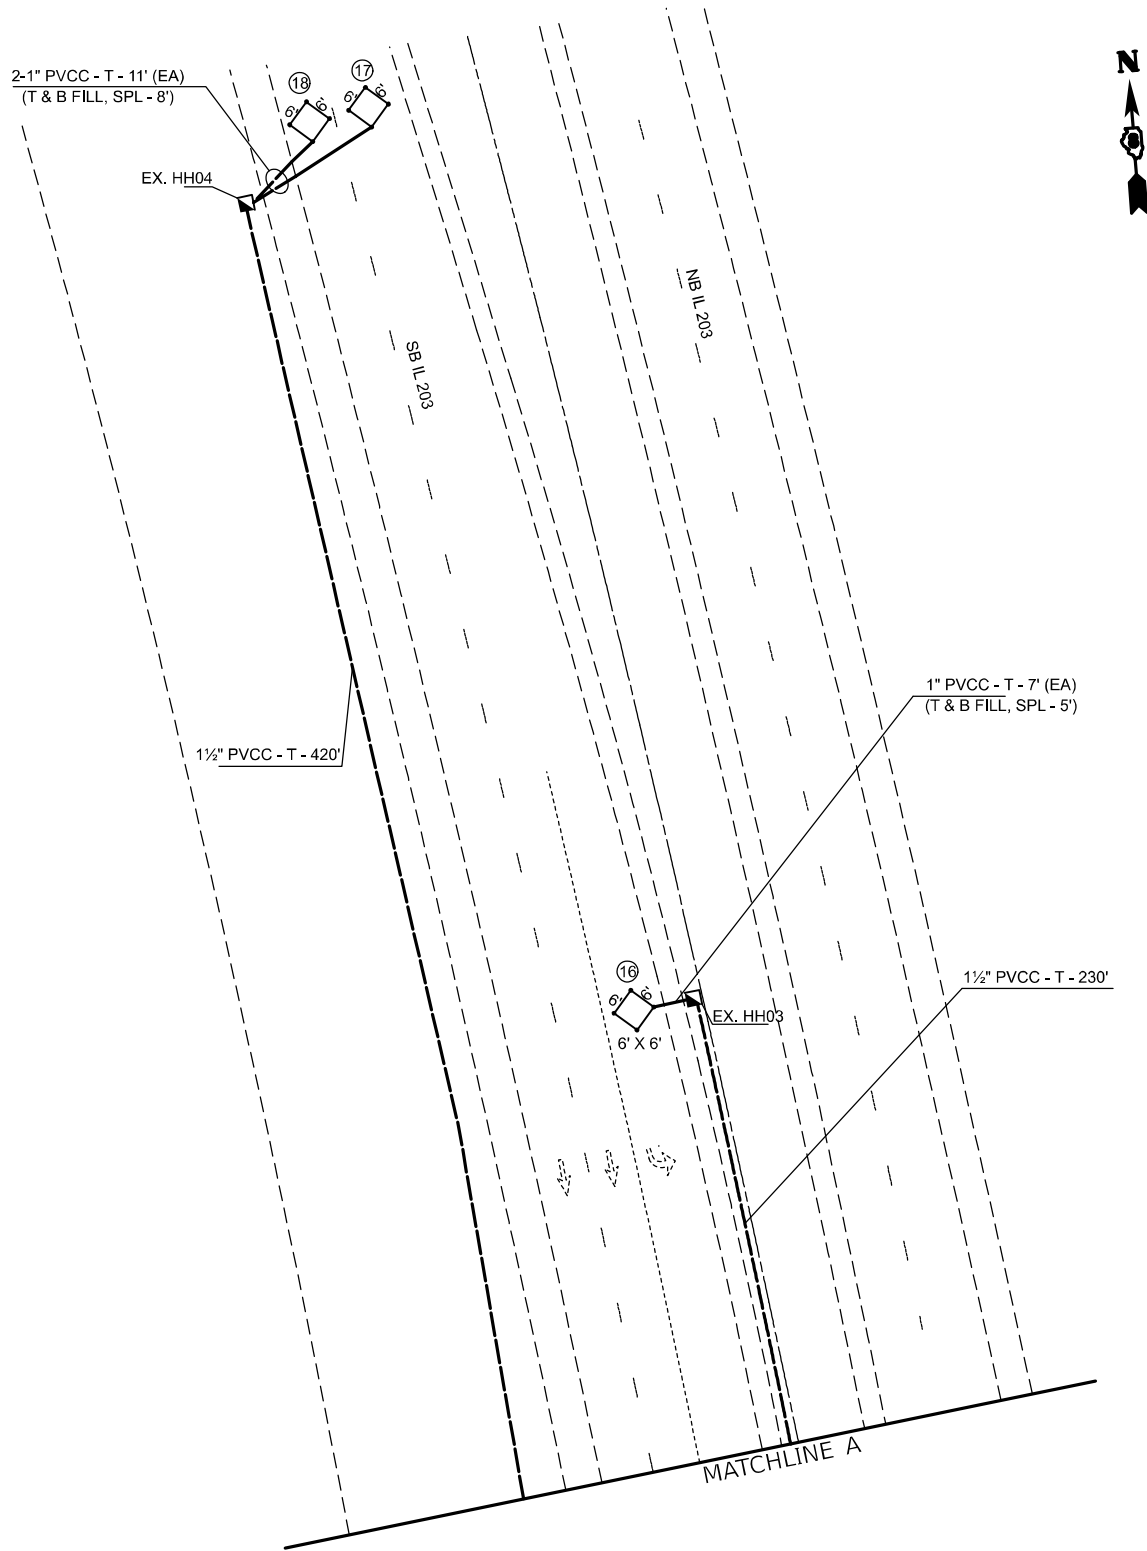 N
2-1" PVCC - T - 11' (EA)
(T & B FILL, SPL - 8')
18
17
6'
6'
6'
6'
EX. HH04
NB IL 203
SB IL 203
1" PVCC - T - 7' (EA)
(T & B FILL, SPL - 5')
1½" PVCC - T - 420'
16
6'
6'
6' X 6'
EX. HH03
1½" PVCC - T - 230'
MATCHLINE A